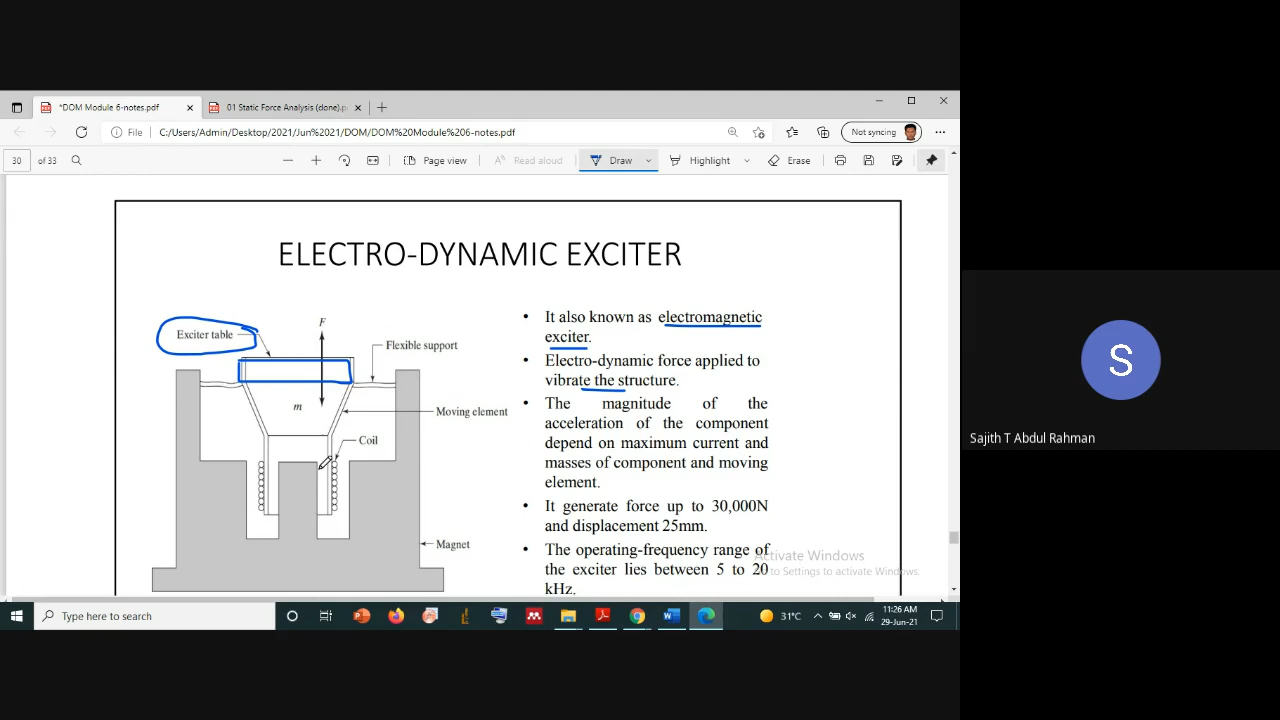 *DOM Module 6-notes.pdf
01 Static Force Analysis (clone).p
File
C:/Users/Admin/Desktop/2021/Jun%2021/DOM/DOM%20Module%206-notes.pdf
Not syncing
30 of 33
Page view
Read aloud
Draw
Highlight
Erase
ELECTRO-DYNAMIC EXCITER
Exciter table
F
Flexible support
m
Moving element
Coil
Magnet
• It also known as electromagnetic
exciter.
• Electro-dynamic force applied to
vibrate the structure.
• The magnitude of the
acceleration of the component
depend on maximum current and
masses of component and moving
element.
• It generate force up to 30,000N
and displacement 25mm.
• The operating-frequency range of
the exciter lies between 5 to 20
kHz.
Activate Windows
to Settings to activate Windows.
S
Sajith T Abdul Rahman
Type here to search
31°C
11:26 AM
29-Jun-21